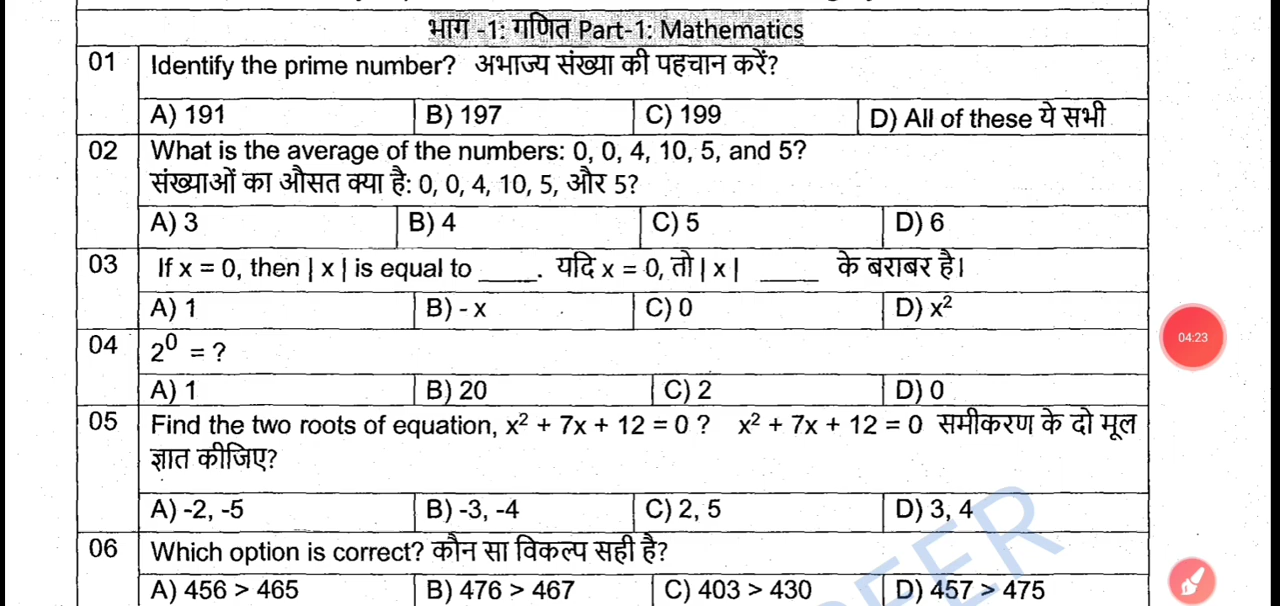 भाग -1: गणित Part-1: Mathematics
01 Identify the prime number? अभाज्य संख्या की पहचान करें?
A) 191 B) 197 C) 199 D) All of these ये सभी
02 What is the average of the numbers: 0, 0, 4, 10, 5, and 5?
संख्याओं का औसत क्या है: 0, 0, 4, 10, 5, और 5?
A) 3 B) 4 C) 5 D) 6
03 If x = 0, then | x | is equal to ____. यदि x = 0, तो | x | ____ के बराबर है।
A) 1 B) - x C) 0 D) x²
04 2⁰ = ?
A) 1 B) 20 C) 2 D) 0
05 Find the two roots of equation, x² + 7x + 12 = 0 ? x² + 7x + 12 = 0 समीकरण के दो मूल
ज्ञात कीजिए?
A) -2, -5 B) -3, -4 C) 2, 5 D) 3, 4
06 Which option is correct? कौन सा विकल्प सही है?
A) 456 > 465 B) 476 > 467 C) 403 > 430 D) 457 > 475
04:23